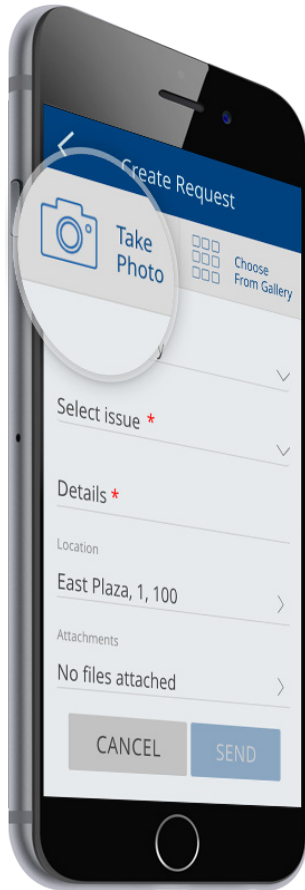 Create Request
Take
Photo
Choose
From Gallery
Select issue *
Details *
Location
East Plaza, 1, 100
Attachments
No files attached
CANCEL
SEND